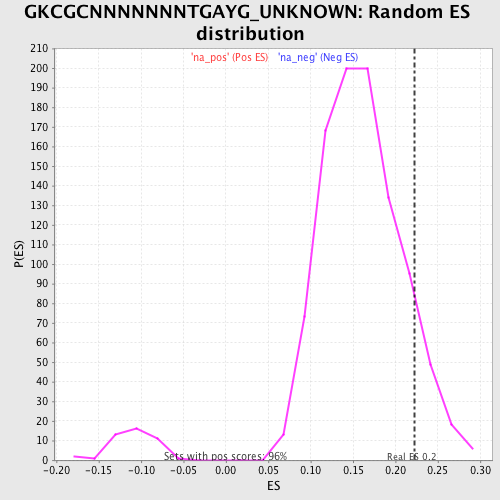 GKCGCNNNNNNNTGAYG_UNKNOWN: Random ES
distribution
'na_pos' (Pos ES) 'na_neg' (Neg ES)
210
200
190
180
170
160
150
140
130
120
110
100
90
80
70
60
50
40
30
20
10
0
P(ES)
Sets with pos scores: 96%
Real ES 0.2
-0.20 -0.15 -0.10 -0.05 0.00 0.05 0.10 0.15 0.20 0.25 0.30
ES